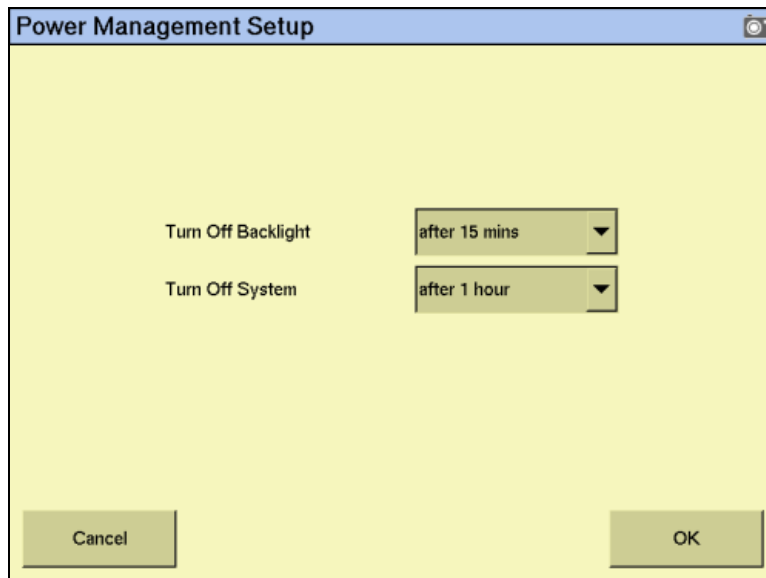 Power Management Setup
Turn Off Backlight after 15 mins
Turn Off System after 1 hour
Cancel OK